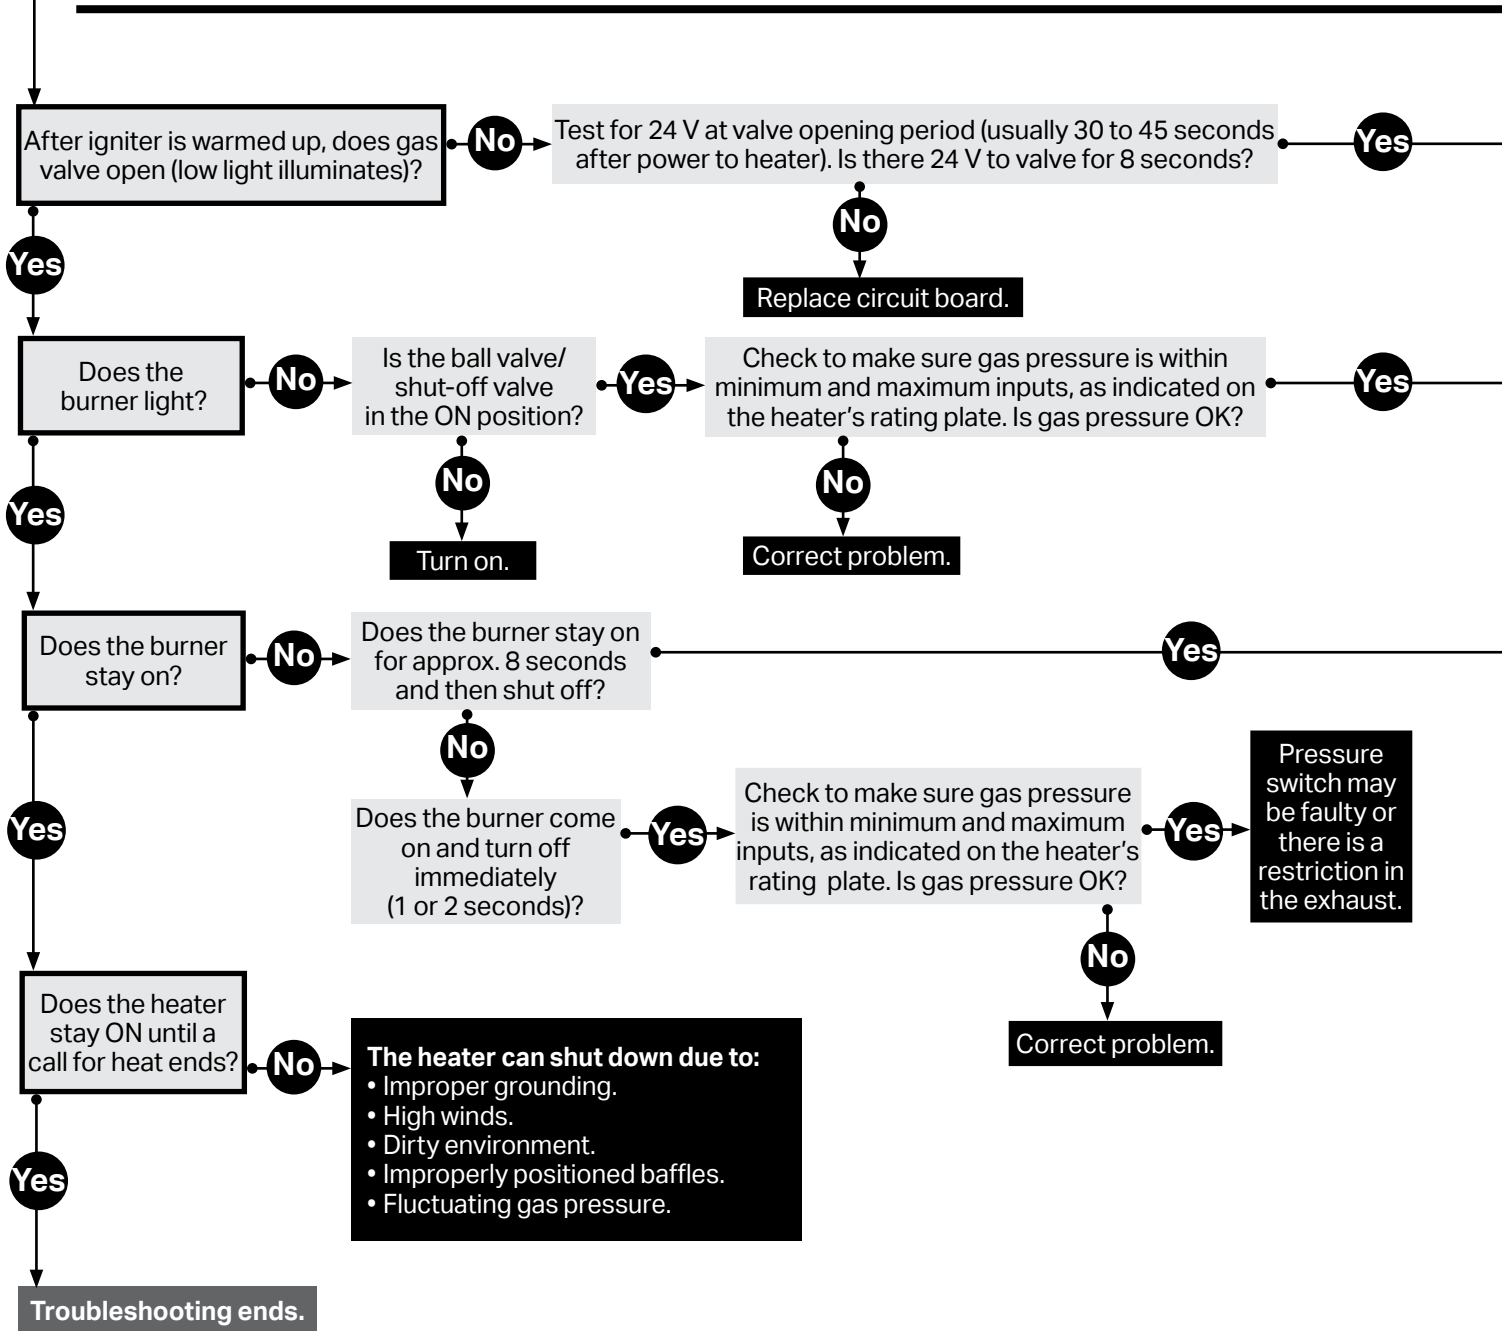 After igniter is warmed up, does gas
valve open (low light illuminates)?
No
Test for 24 V at valve opening period (usually 30 to 45 seconds
after power to heater). Is there 24 V to valve for 8 seconds?
Yes
No
Replace circuit board.
Yes
Does the
burner light?
No
Is the ball valve/
shut-off valve
in the ON position?
Yes
Check to make sure gas pressure is within
minimum and maximum inputs, as indicated on
the heater's rating plate. Is gas pressure OK?
Yes
No
Turn on.
No
Correct problem.
Yes
Does the burner
stay on?
No
Does the burner stay on
for approx. 8 seconds
and then shut off?
Yes
No
Does the burner come
on and turn off
immediately
(1 or 2 seconds)?
Yes
Check to make sure gas pressure
is within minimum and maximum
inputs, as indicated on the heater's
rating plate. Is gas pressure OK?
Yes
Pressure
switch may
be faulty or
there is a
restriction in
the exhaust.
No
Correct problem.
Yes
Does the heater
stay ON until a
call for heat ends?
No
The heater can shut down due to:
• Improper grounding.
• High winds.
• Dirty environment.
• Improperly positioned baffles.
• Fluctuating gas pressure.
Yes
Troubleshooting ends.